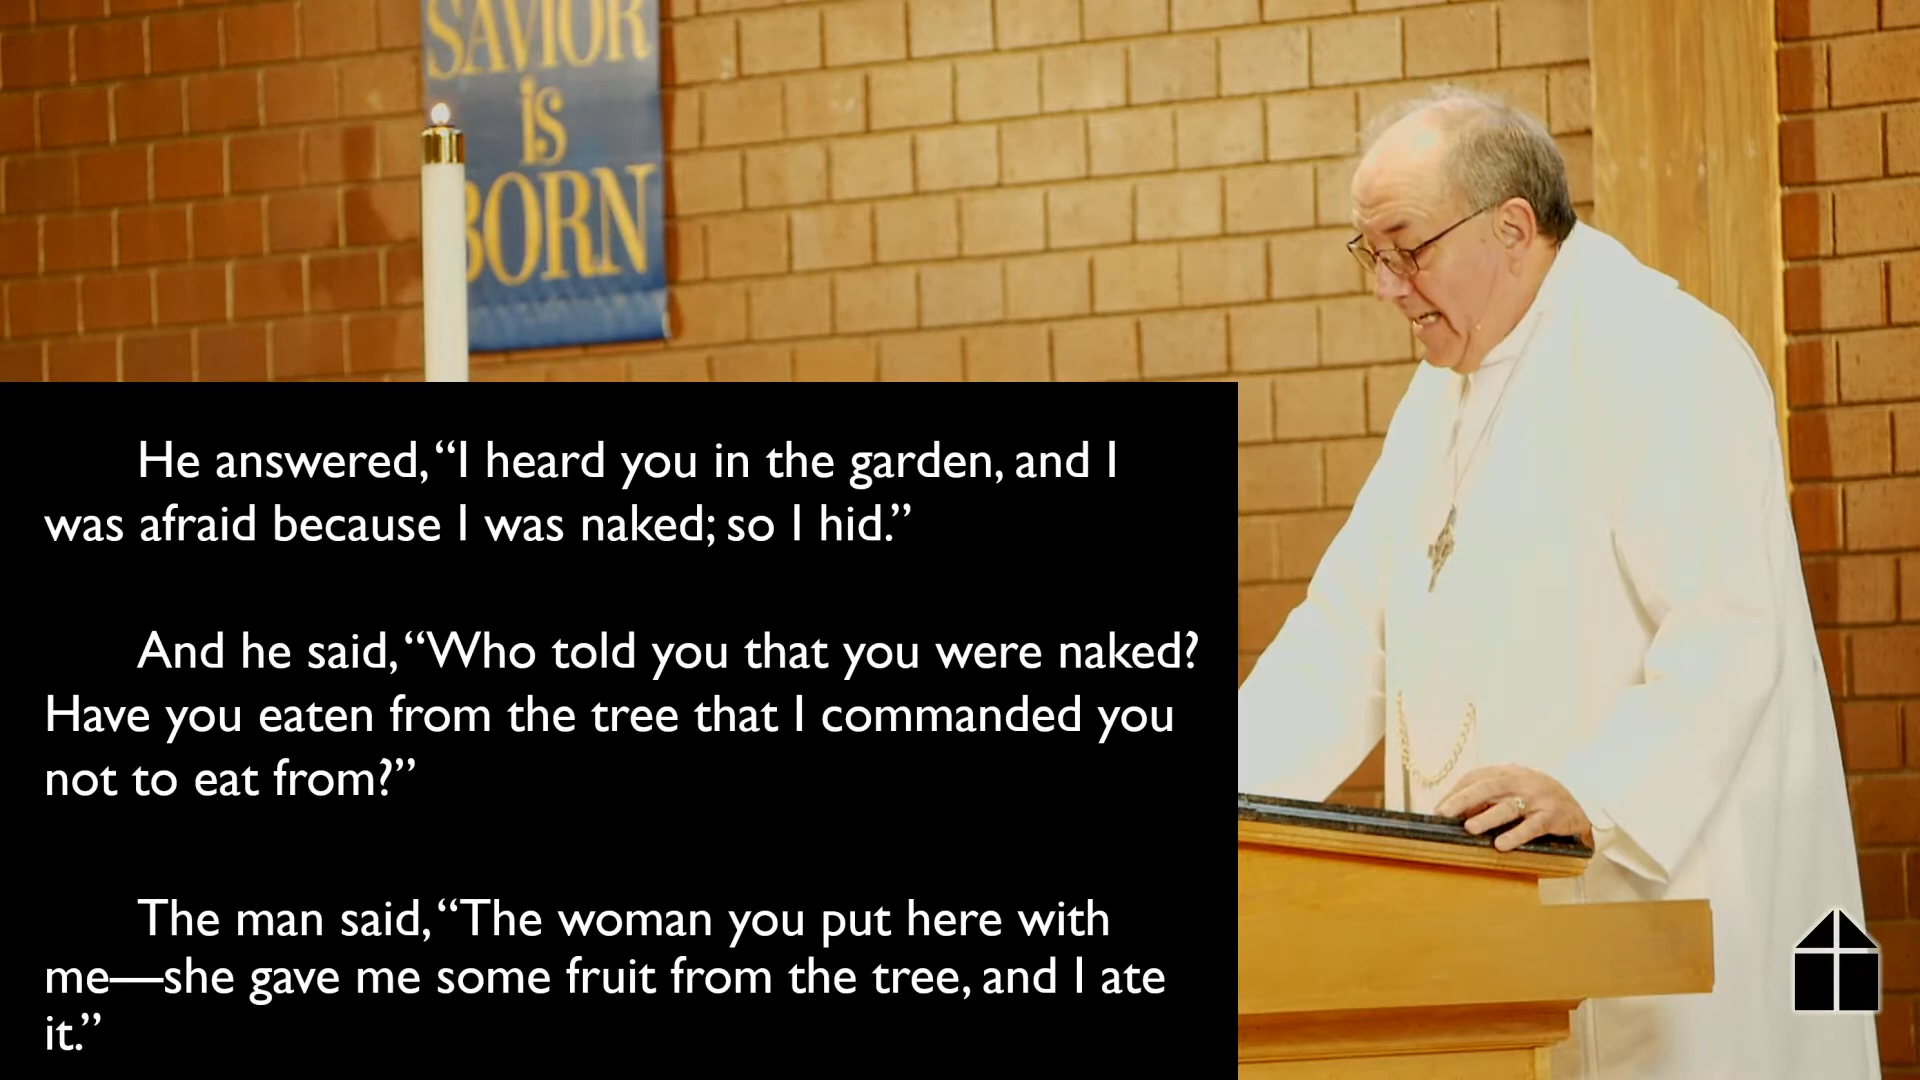 SAVIOR
is
BORN
He answered, “I heard you in the garden, and I
was afraid because I was naked; so I hid.”
And he said, “Who told you that you were naked?
Have you eaten from the tree that I commanded you
not to eat from?”
The man said, “The woman you put here with
me—she gave me some fruit from the tree, and I ate
it.”